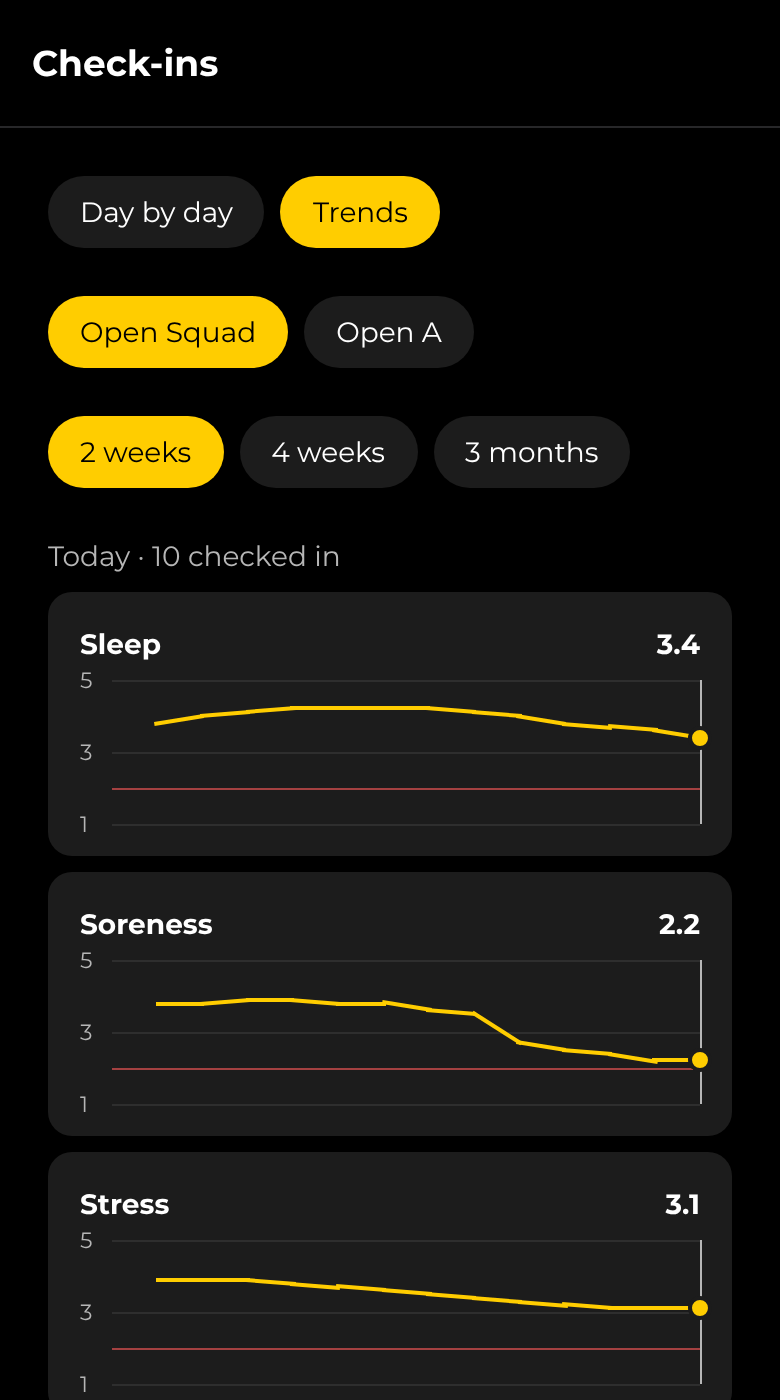 Check-ins
Day by day Trends
Open Squad Open A
2 weeks 4 weeks 3 months
Today · 10 checked in
Sleep 3.4
5
3
1
Soreness 2.2
5
3
1
Stress 3.1
5
3
1